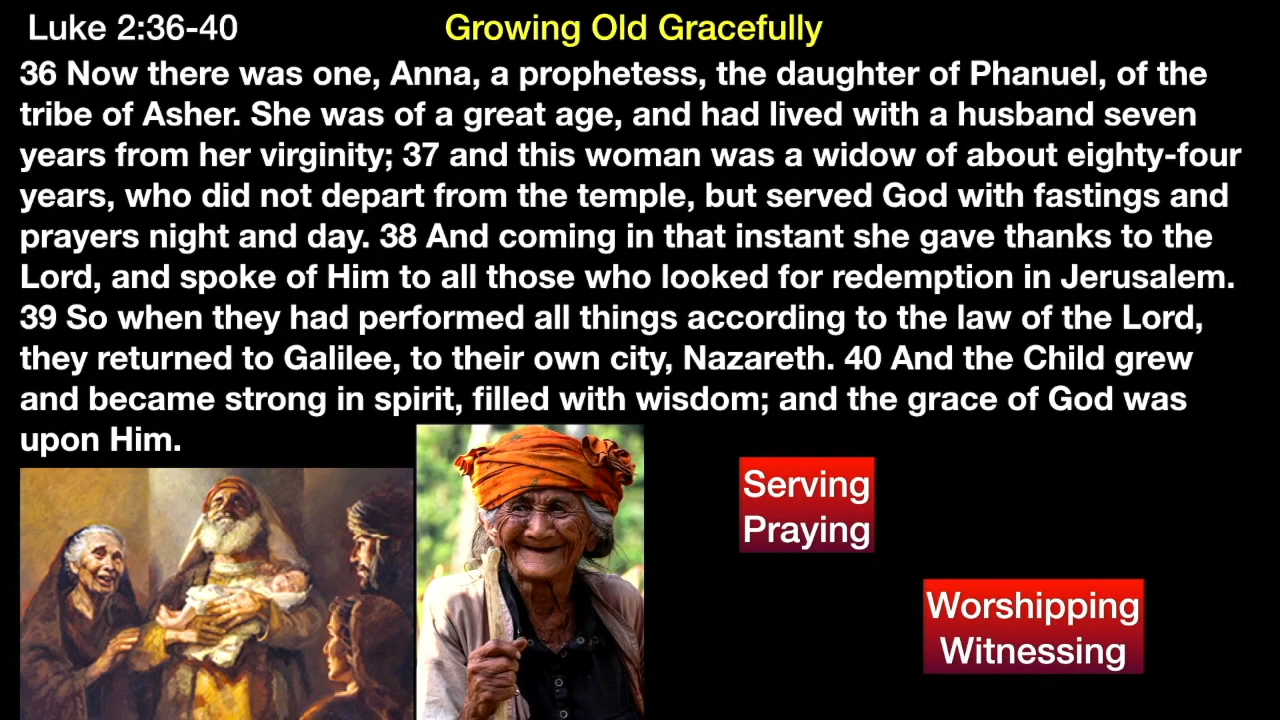 Luke 2:36-40
Growing Old Gracefully
36 Now there was one, Anna, a prophetess, the daughter of Phanuel, of the
tribe of Asher. She was of a great age, and had lived with a husband seven
years from her virginity; 37 and this woman was a widow of about eighty-four
years, who did not depart from the temple, but served God with fastings and
prayers night and day. 38 And coming in that instant she gave thanks to the
Lord, and spoke of Him to all those who looked for redemption in Jerusalem.
39 So when they had performed all things according to the law of the Lord,
they returned to Galilee, to their own city, Nazareth. 40 And the Child grew
and became strong in spirit, filled with wisdom; and the grace of God was
upon Him.
Serving
Praying
Worshipping
Witnessing